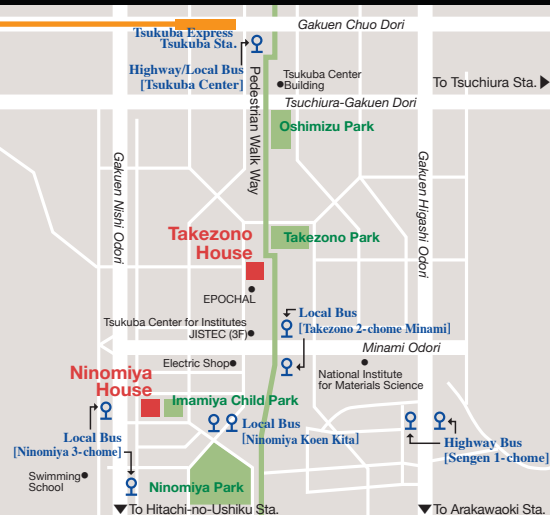 Gakuen Chuo Dori
Tsukuba Express
Tsukuba Sta.
Highway/Local Bus
[Tsukuba Center]
Pedestrian Walk Way
Tsukuba Center
Building
To Tsuchiura Sta.
Tsuchiura-Gakuen Dori
Oshimizu Park
Gakuen Nishi Odori
Gakuen Higashi Odori
Takezono
House
Takezono Park
EPOCHAL
Local Bus
[Takezono 2-chome Minami]
Tsukuba Center for Institutes
JISTEC (3F)
Minami Odori
Electric Shop
National Institute
for Materials Science
Ninomiya
House
Imamiya Child Park
Local Bus
[Ninomiya Koen Kita]
Local Bus
[Ninomiya 3-chome]
Highway Bus
[Sengen 1-chome]
Swimming
School
Ninomiya Park
To Hitachi-no-Ushiku Sta.
To Arakawaoki Sta.